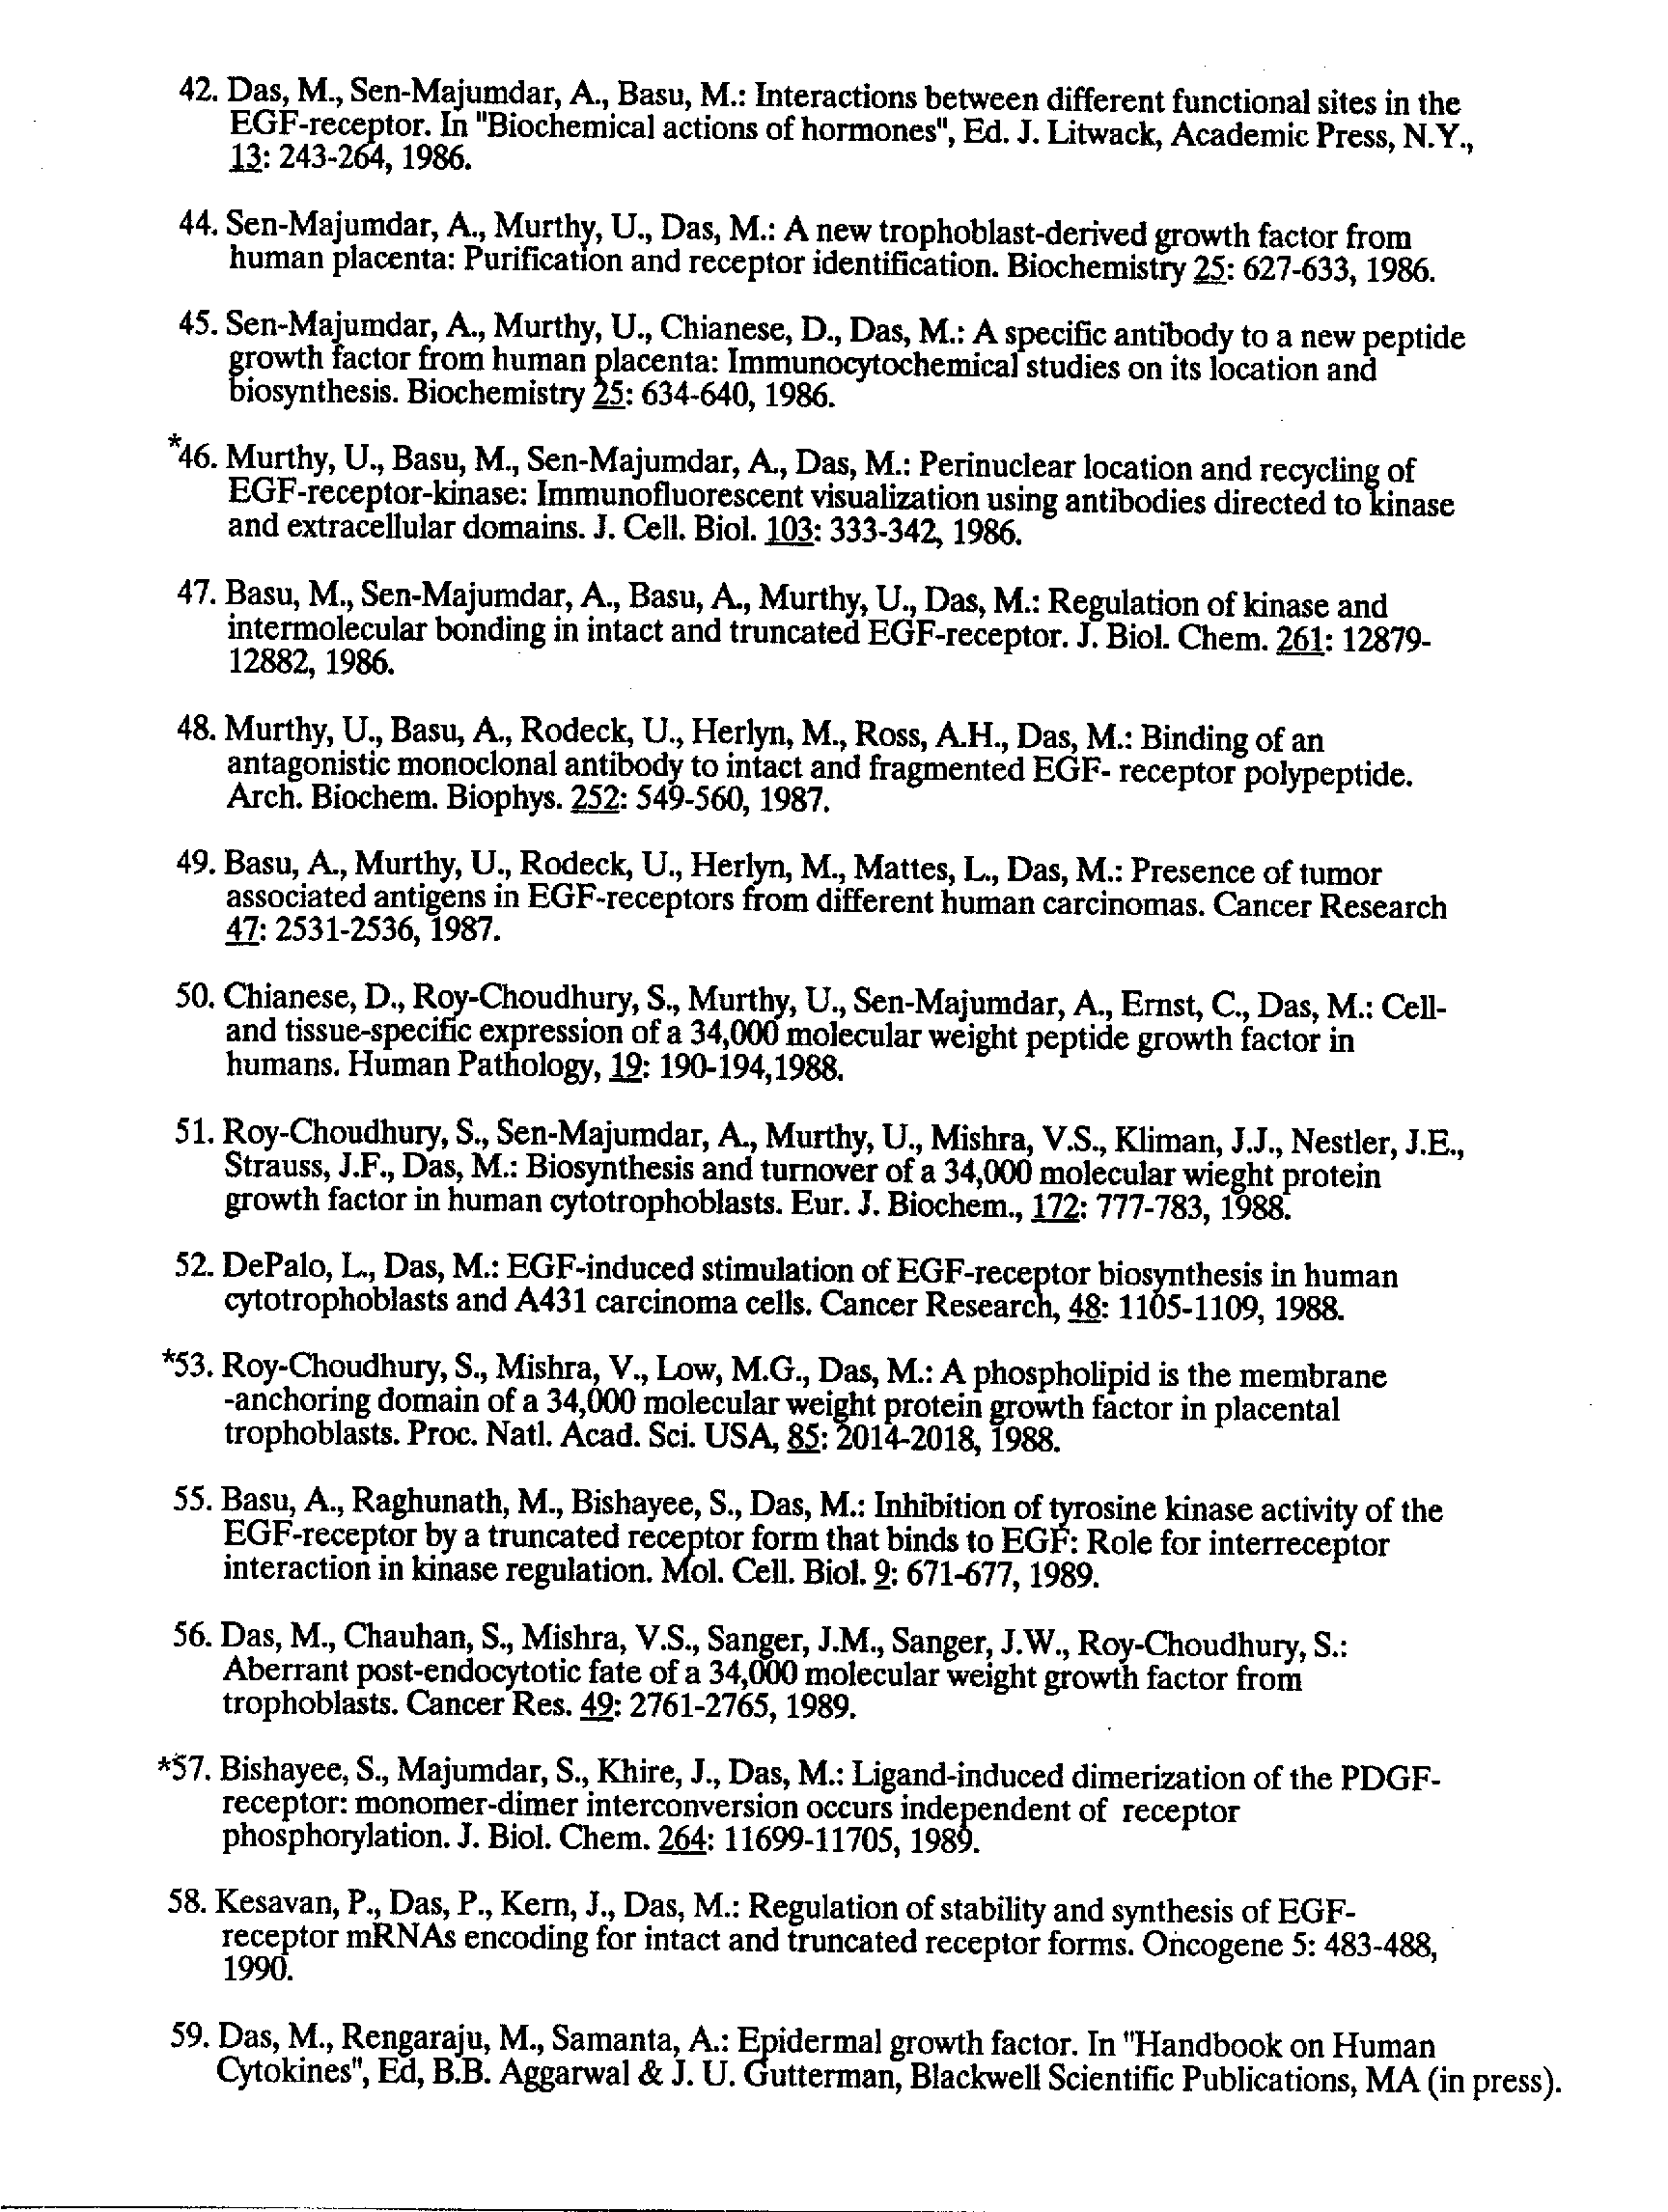 42. Das, M., Sen-Majumdar, A., Basu, M.: Interactions between different functional sites in the
EGF-receptor. In "Biochemical actions of hormones", Ed. J. Litwack, Academic Press, N.Y.,
13: 243-264, 1986.
44. Sen-Majumdar, A., Murthy, U., Das, M.: A new trophoblast-derived growth factor from
human placenta: Purification and receptor identification. Biochemistry 25: 627-633, 1986.
45. Sen-Majumdar, A., Murthy, U., Chianese, D., Das, M.: A specific antibody to a new peptide
growth factor from human placenta: Immunocytochemical studies on its location and
biosynthesis. Biochemistry 25: 634-640, 1986.
*46. Murthy, U., Basu, M., Sen-Majumdar, A., Das, M.: Perinuclear location and recycling of
EGF-receptor-kinase: Immunofluorescent visualization using antibodies directed to kinase
and extracellular domains. J. Cell. Biol. 103: 333-342, 1986.
47. Basu, M., Sen-Majumdar, A., Basu, A., Murthy, U., Das, M.: Regulation of kinase and
intermolecular bonding in intact and truncated EGF-receptor. J. Biol. Chem. 261: 12879-
12882, 1986.
48. Murthy, U., Basu, A., Rodeck, U., Herlyn, M., Ross, A.H., Das, M.: Binding of an
antagonistic monoclonal antibody to intact and fragmented EGF- receptor polypeptide.
Arch. Biochem. Biophys. 252: 549-560, 1987.
49. Basu, A., Murthy, U., Rodeck, U., Herlyn, M., Mattes, L., Das, M.: Presence of tumor
associated antigens in EGF-receptors from different human carcinomas. Cancer Research
47: 2531-2536, 1987.
50. Chianese, D., Roy-Choudhury, S., Murthy, U., Sen-Majumdar, A., Ernst, C., Das, M.: Cell-
and tissue-specific expression of a 34,000 molecular weight peptide growth factor in
humans. Human Pathology, 19: 190-194,1988.
51. Roy-Choudhury, S., Sen-Majumdar, A., Murthy, U., Mishra, V.S., Kliman, J.J., Nestler, J.E.,
Strauss, J.F., Das, M.: Biosynthesis and turnover of a 34,000 molecular wieght protein
growth factor in human cytotrophoblasts. Eur. J. Biochem., 172: 777-783, 1988.
52. DePalo, L., Das, M.: EGF-induced stimulation of EGF-receptor biosynthesis in human
cytotrophoblasts and A431 carcinoma cells. Cancer Research, 48: 1105-1109, 1988.
*53. Roy-Choudhury, S., Mishra, V., Low, M.G., Das, M.: A phospholipid is the membrane
-anchoring domain of a 34,000 molecular weight protein growth factor in placental
trophoblasts. Proc. Natl. Acad. Sci. USA, 85: 2014-2018, 1988.
55. Basu, A., Raghunath, M., Bishayee, S., Das, M.: Inhibition of tyrosine kinase activity of the
EGF-receptor by a truncated receptor form that binds to EGF: Role for interreceptor
interaction in kinase regulation. Mol. Cell. Biol. 9: 671-677, 1989.
56. Das, M., Chauhan, S., Mishra, V.S., Sanger, J.M., Sanger, J.W., Roy-Choudhury, S.:
Aberrant post-endocytotic fate of a 34,000 molecular weight growth factor from
trophoblasts. Cancer Res. 49: 2761-2765, 1989.
*57. Bishayee, S., Majumdar, S., Khire, J., Das, M.: Ligand-induced dimerization of the PDGF-
receptor: monomer-dimer interconversion occurs independent of receptor
phosphorylation. J. Biol. Chem. 264: 11699-11705, 1989.
58. Kesavan, P., Das, P., Kern, J., Das, M.: Regulation of stability and synthesis of EGF-
receptor mRNAs encoding for intact and truncated receptor forms. Oncogene 5: 483-488,
1990.
59. Das, M., Rengaraju, M., Samanta, A.: Epidermal growth factor. In "Handbook on Human
Cytokines", Ed, B.B. Aggarwal & J. U. Gutterman, Blackwell Scientific Publications, MA (in press).